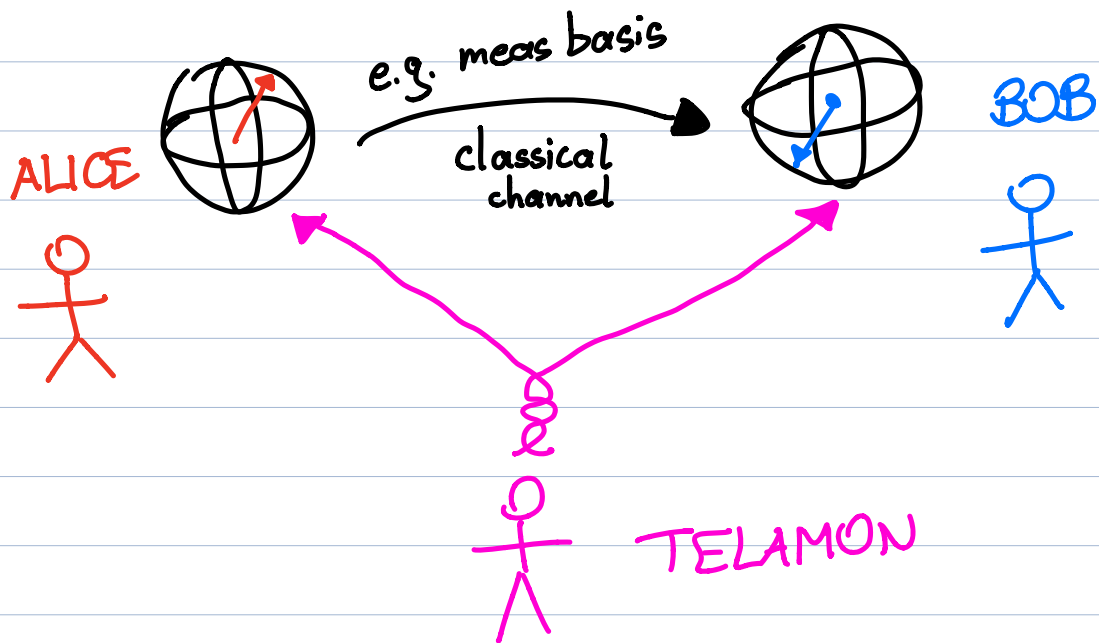 e.g. meas basis
classical
channel
ALICE
BOB
TELAMON